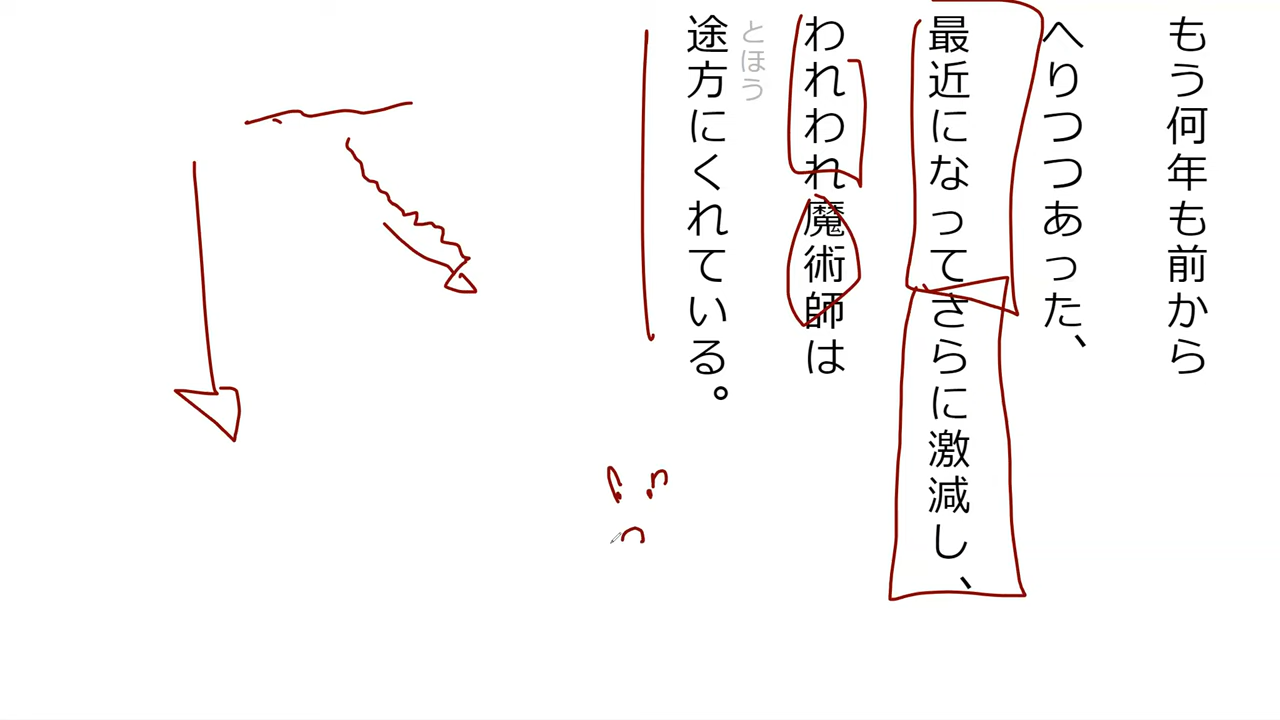 もう何年も前から
へりつつあった、
最近になってさらに激減し、
われわれ魔術師は
とほう
途方にくれている。